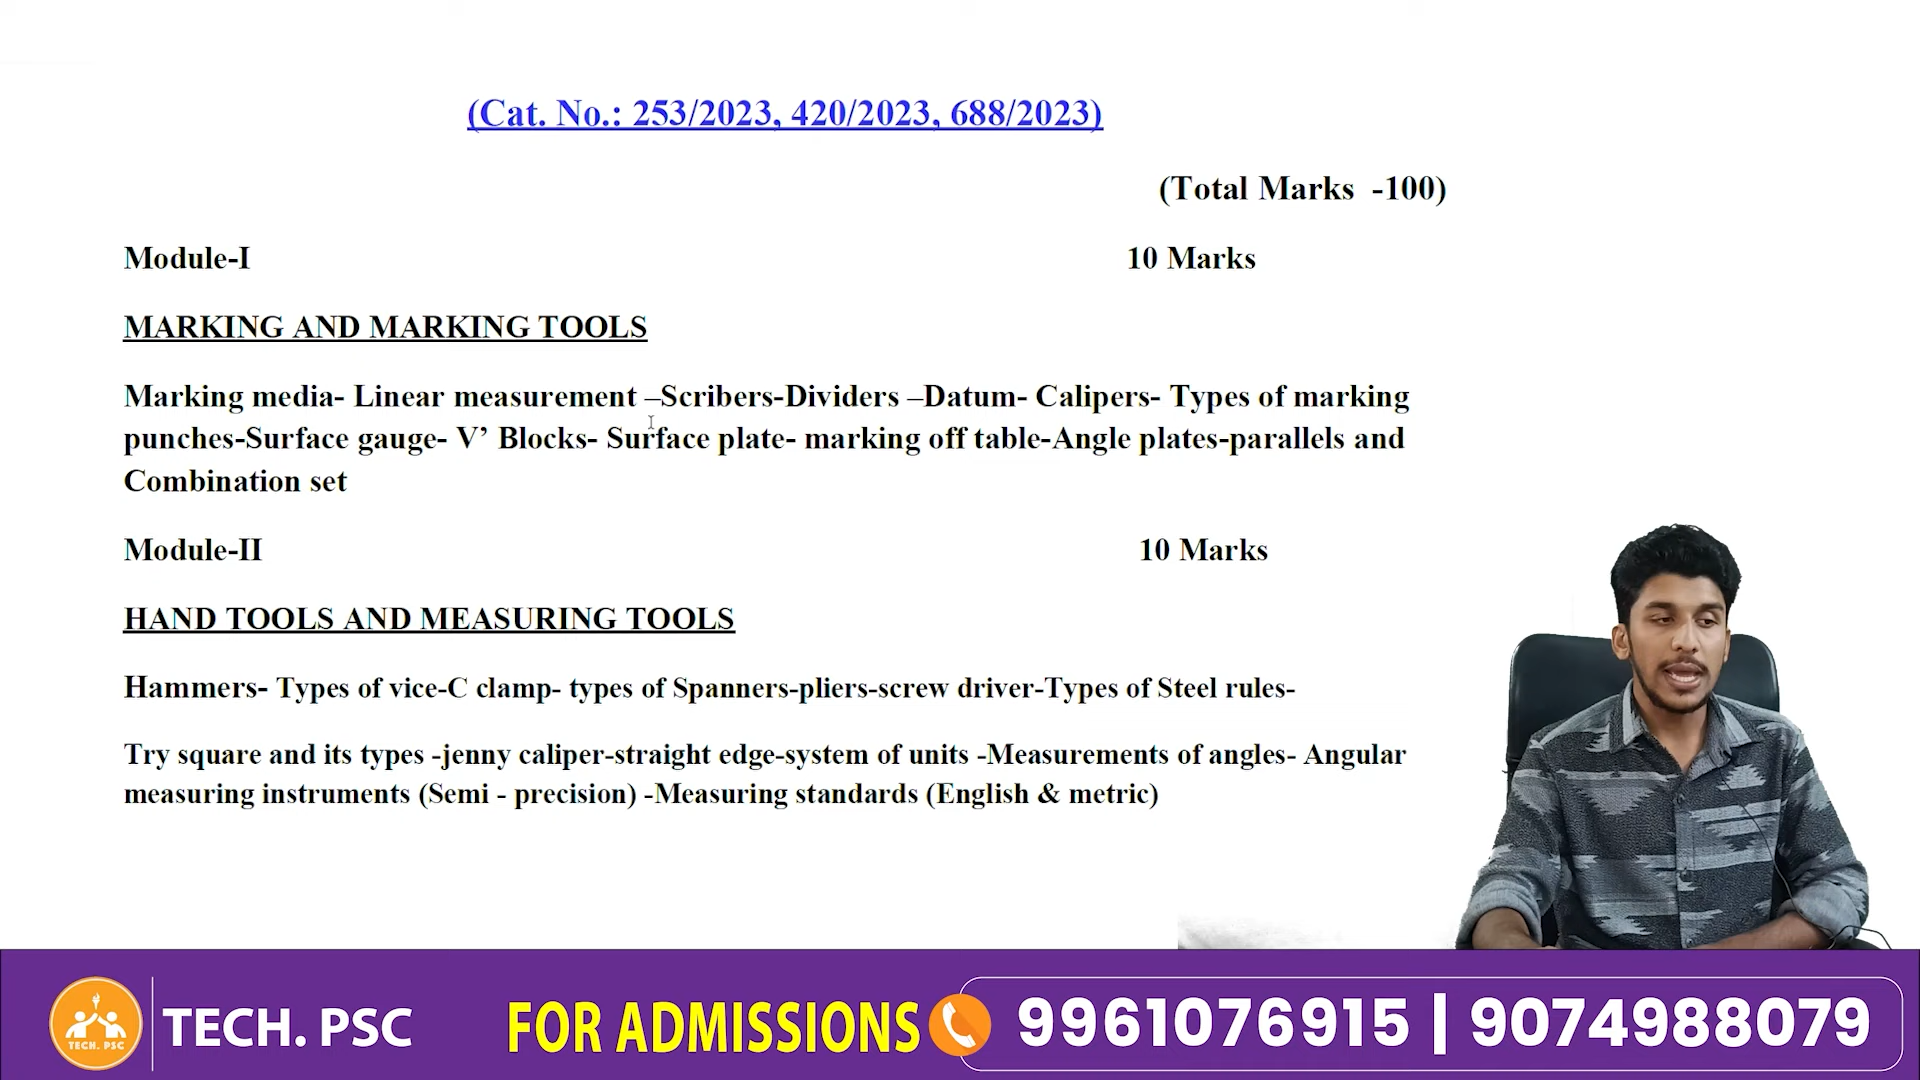 (Cat. No.: 253/2023, 420/2023, 688/2023)
(Total Marks -100)
Module-I 10 Marks
MARKING AND MARKING TOOLS
Marking media- Linear measurement –Scribers-Dividers –Datum- Calipers- Types of marking
punches-Surface gauge- V’ Blocks- Surface plate- marking off table-Angle plates-parallels and
Combination set
Module-II 10 Marks
HAND TOOLS AND MEASURING TOOLS
Hammers- Types of vice-C clamp- types of Spanners-pliers-screw driver-Types of Steel rules-
Try square and its types -jenny caliper-straight edge-system of units -Measurements of angles- Angular
measuring instruments (Semi - precision) -Measuring standards (English & metric)
TECH. PSC
TECH. PSC
FOR ADMISSIONS
9961076915 | 9074988079